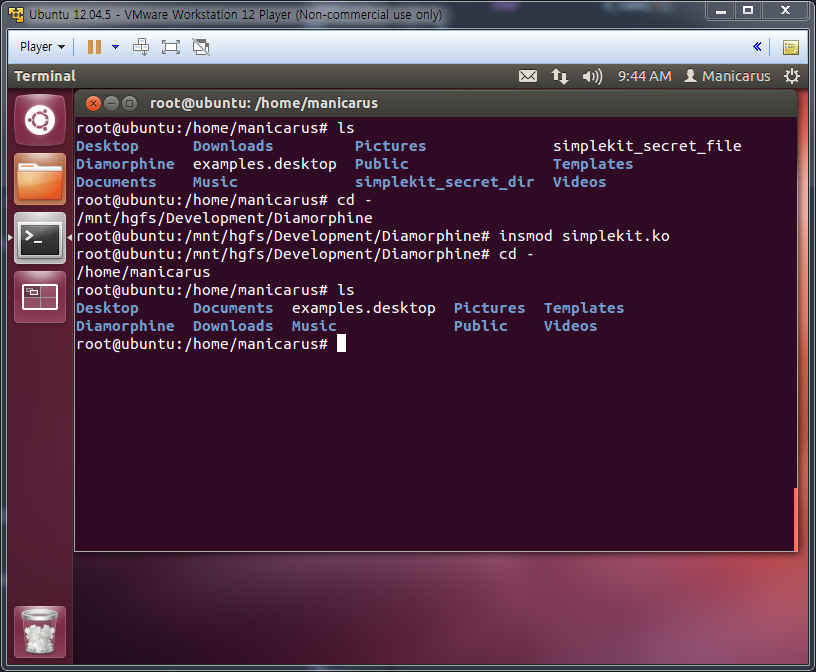 Ubuntu 12.04.5 - VMware Workstation 12 Player (Non-commercial use only)
Player
Terminal
9:44 AM Manicarus
root@ubuntu: /home/manicarus
root@ubuntu:/home/manicarus# ls
Desktop Downloads Pictures simplekit_secret_file
Diamorphine examples.desktop Public Templates
Documents Music simplekit_secret_dir Videos
root@ubuntu:/home/manicarus# cd -
/mnt/hgfs/Development/Diamorphine
root@ubuntu:/mnt/hgfs/Development/Diamorphine# insmod simplekit.ko
root@ubuntu:/mnt/hgfs/Development/Diamorphine# cd -
/home/manicarus
root@ubuntu:/home/manicarus# ls
Desktop Documents examples.desktop Pictures Templates
Diamorphine Downloads Music Public Videos
root@ubuntu:/home/manicarus#